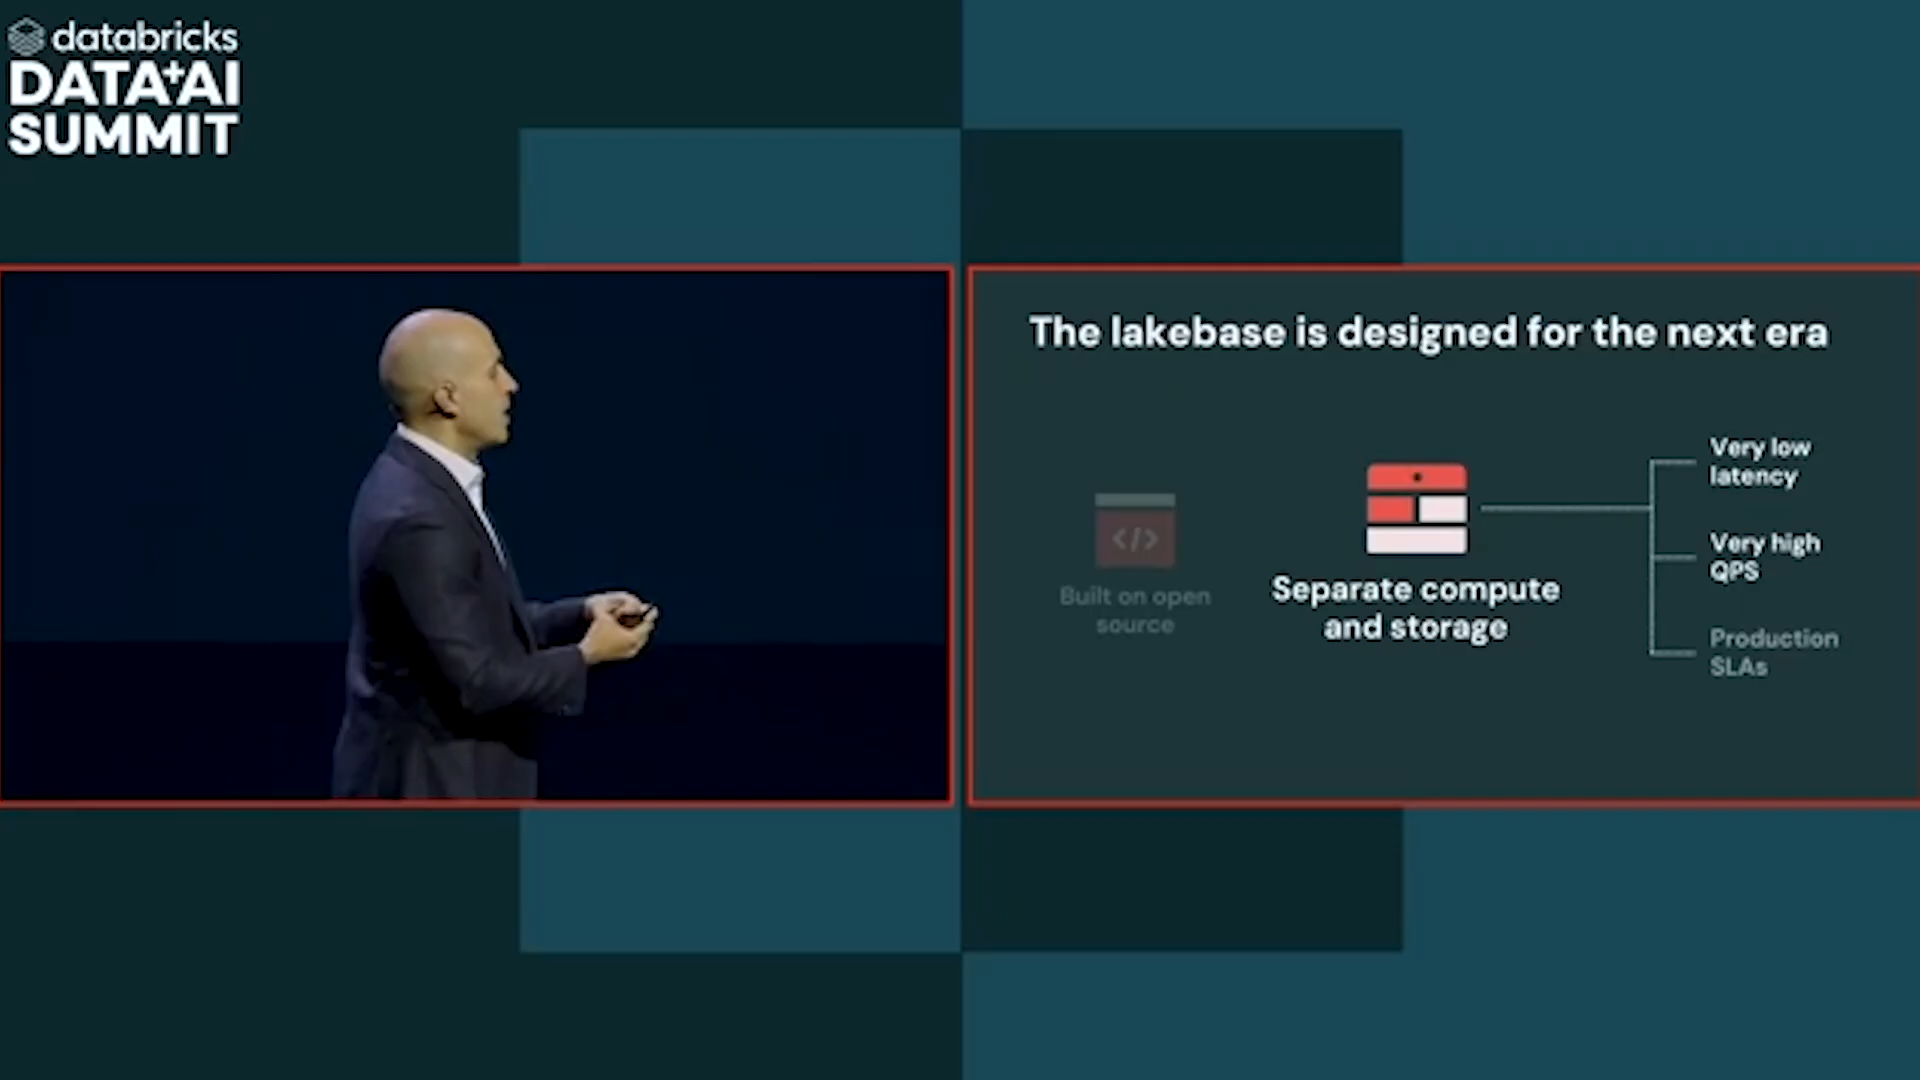 databricks
DATA+AI
SUMMIT
The lakebase is designed for the next era
</>
Built on open
source
Separate compute
and storage
Very low
latency
Very high
QPS
Production
SLAs